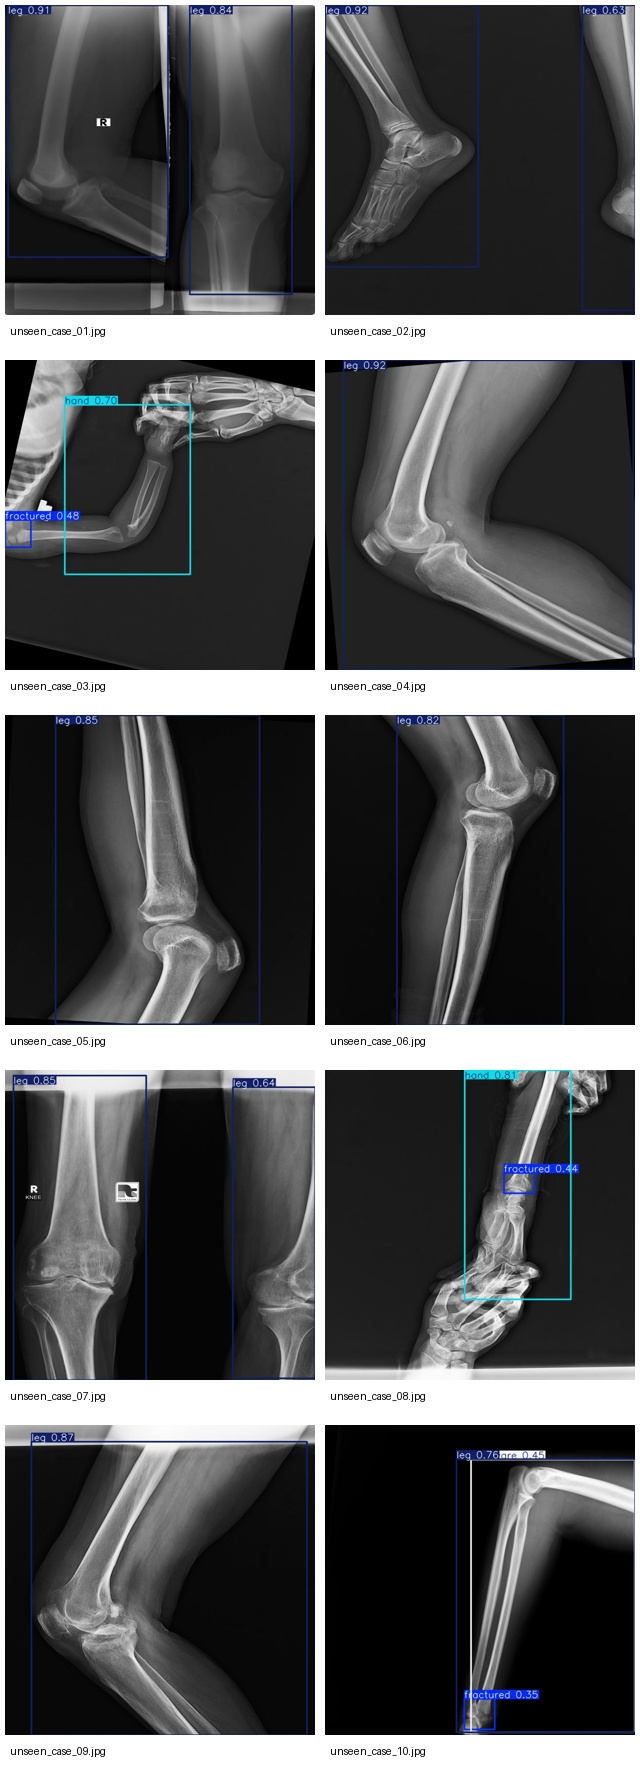 leg 0.91
leg 0.84
R
unseen_case_01.jpg
leg 0.92
leg 0.63
unseen_case_02.jpg
hand 0.70
fractured 0.48
unseen_case_03.jpg
leg 0.92
unseen_case_04.jpg
leg 0.85
unseen_case_05.jpg
leg 0.82
unseen_case_06.jpg
leg 0.85
leg 0.64
R
KNEE
unseen_case_07.jpg
hand 0.81
fractured 0.44
unseen_case_08.jpg
leg 0.87
unseen_case_09.jpg
leg 0.76 0.45
fractured 0.35
unseen_case_10.jpg